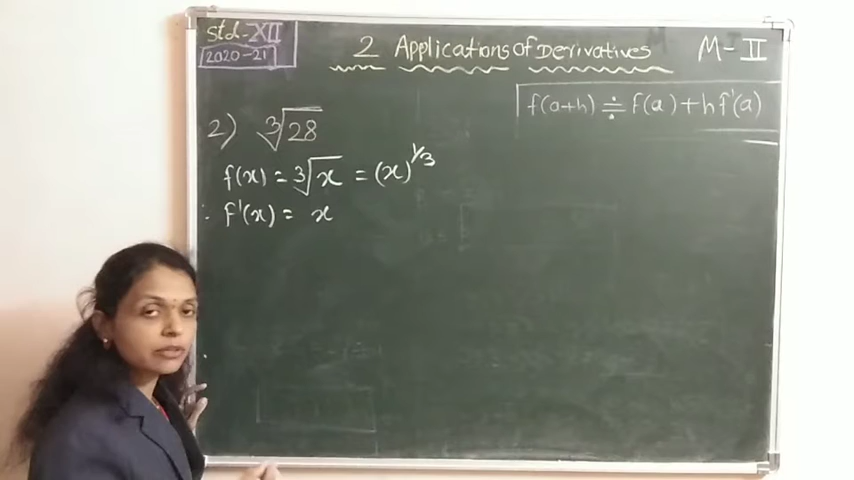 Std-XII
2020-21
2 Applications of Derivatives
M-II
f(a+h) ≑ f(a)+hf'(a)
2) ∛28
f(x) = ∛x = (x)^1/3
∴ f'(x) = x